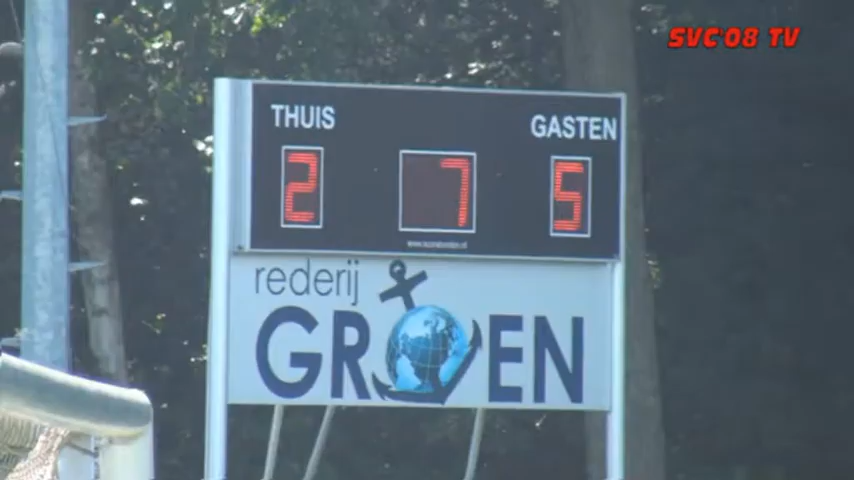 SVC'08 TV
THUIS GASTEN
2 7 5
rederij
GROEN